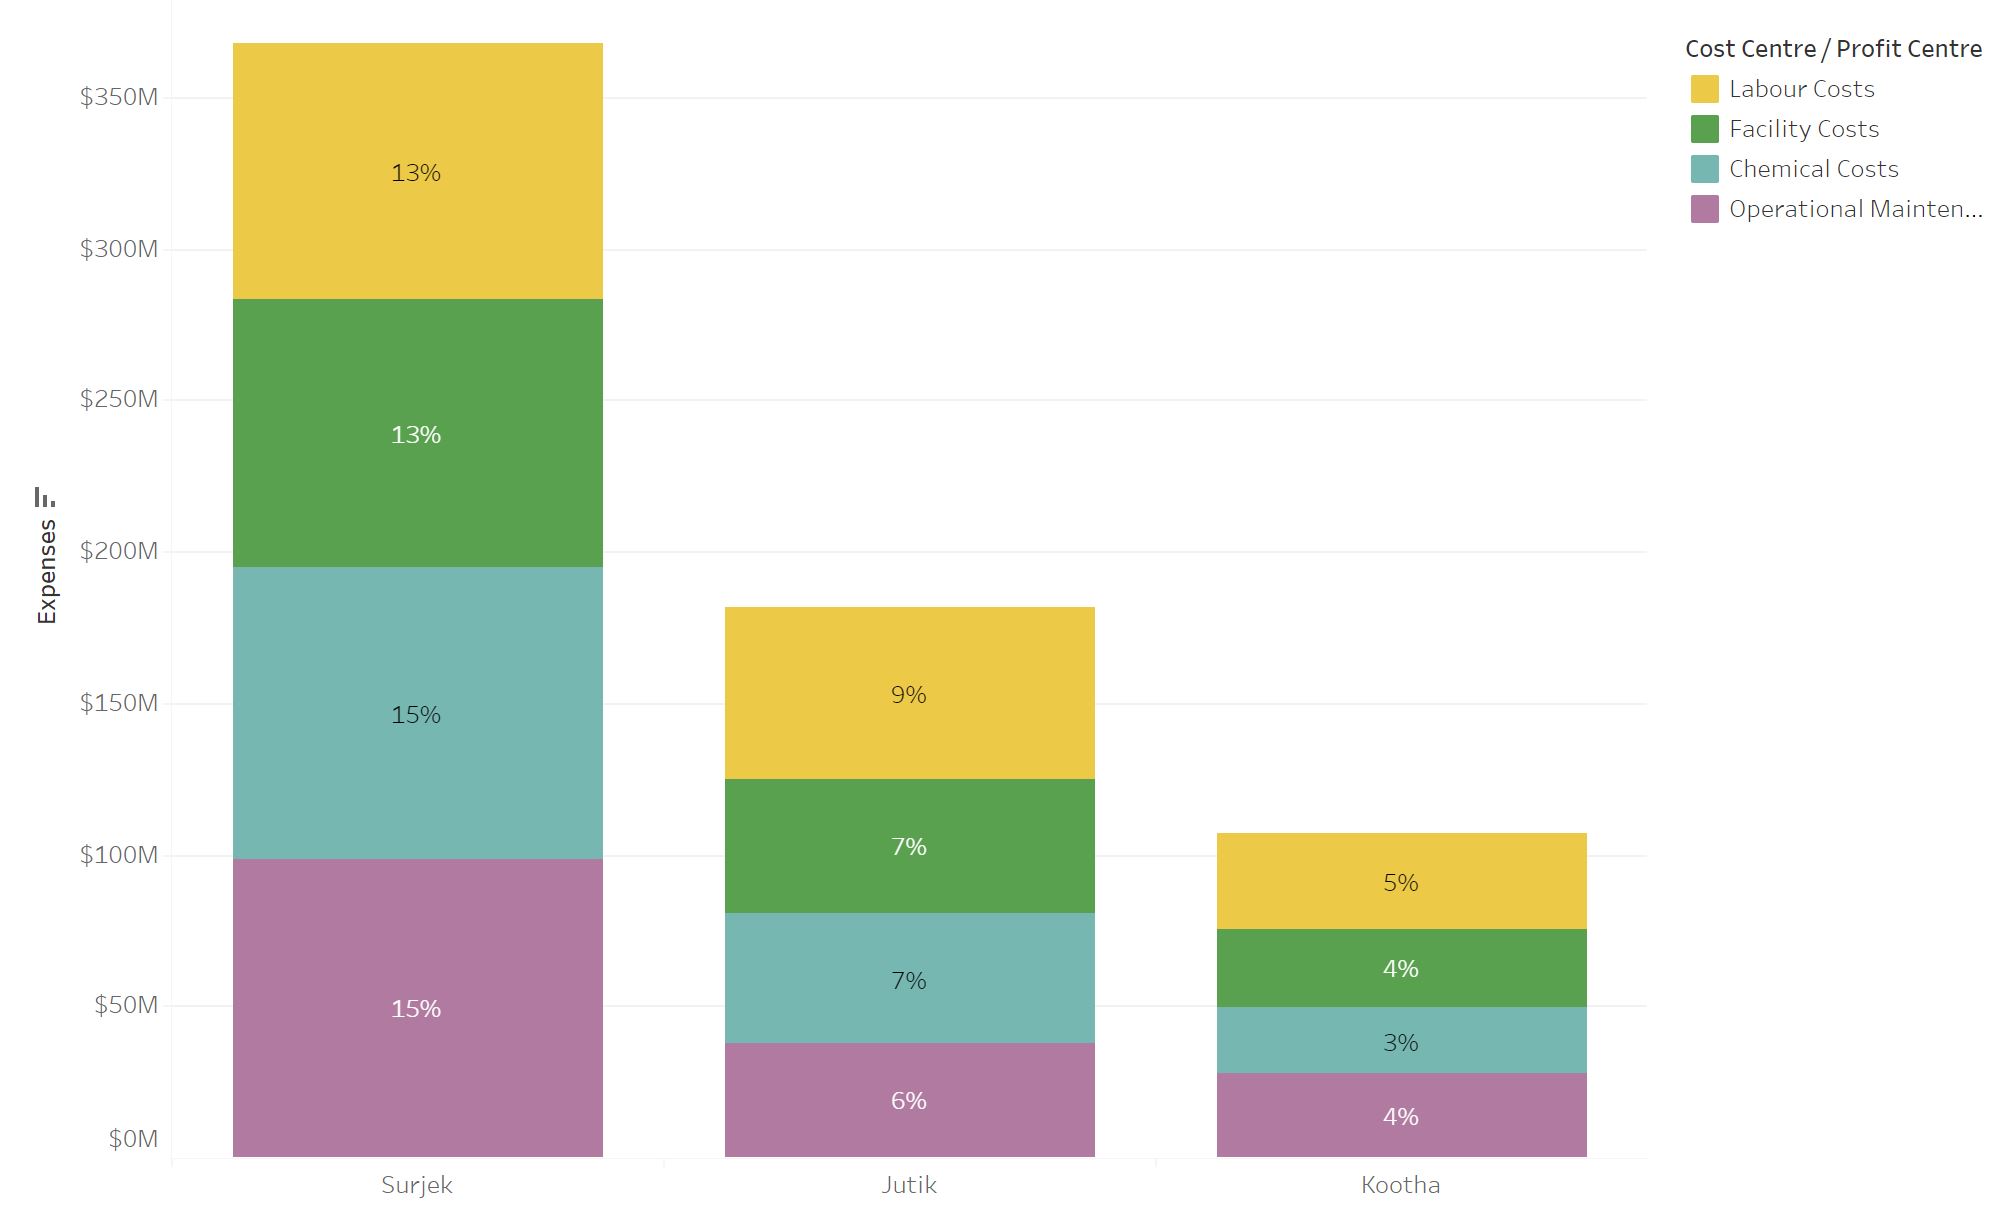 Cost Centre / Profit Centre
Labour Costs
Facility Costs
Chemical Costs
Operational Mainten...
Expenses
$350M
$300M
$250M
$200M
$150M
$100M
$50M
$0M
13%
13%
15%
15%
9%
7%
7%
6%
5%
4%
3%
4%
Surjek
Jutik
Kootha